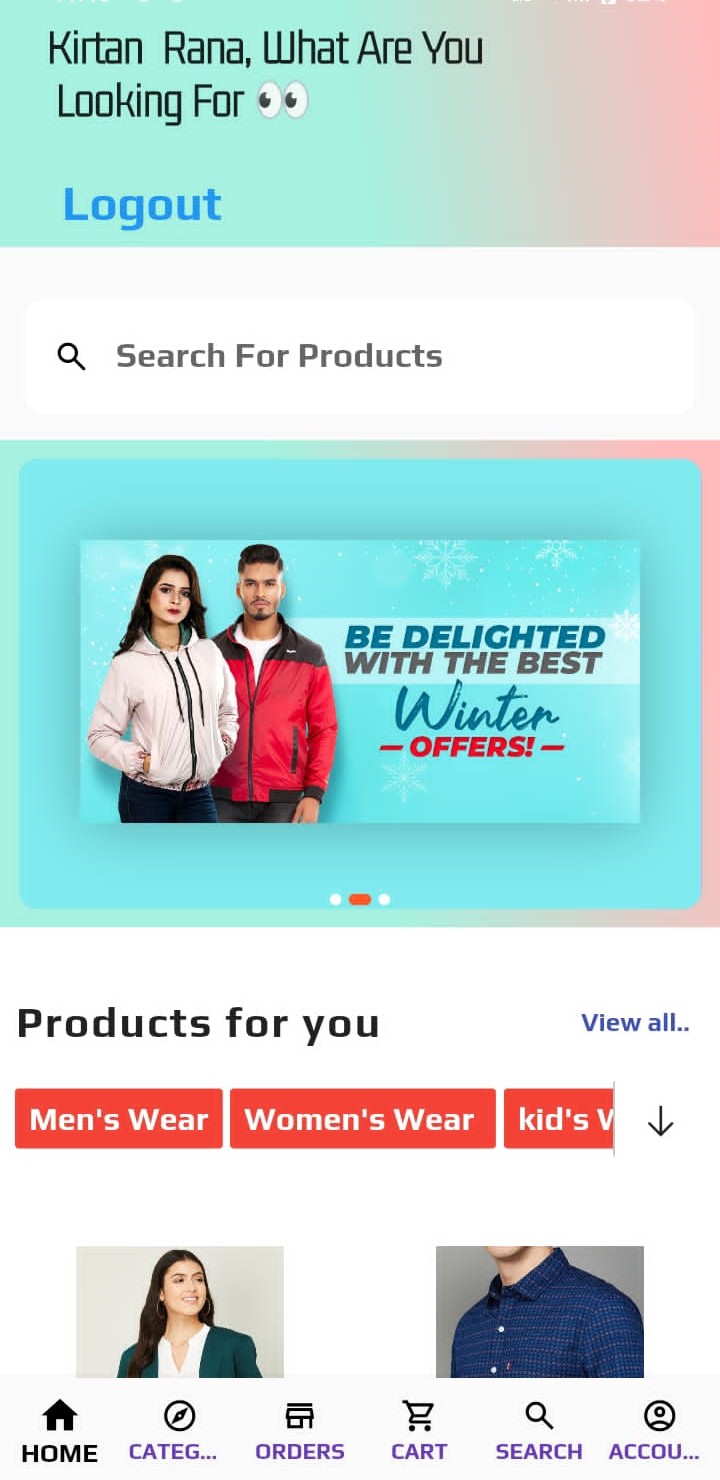 Kirtan Rana, What Are You
Looking For 👀
Logout
Search For Products
BE DELIGHTED
WITH THE BEST
Winter
— OFFERS! —
Products for you
View all..
Men's Wear
Women's Wear
kid's W
HOME
CATEG...
ORDERS
CART
SEARCH
ACCOU...